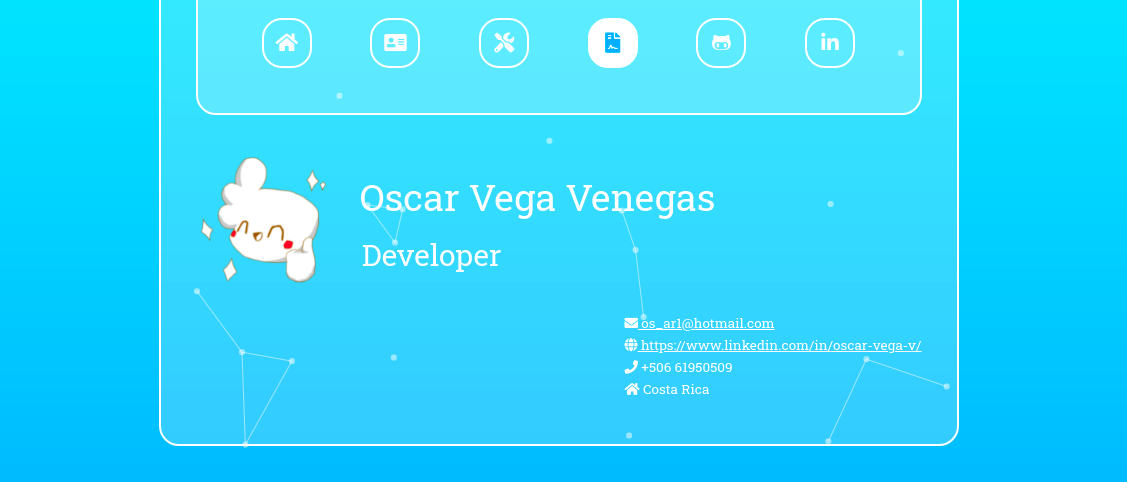 Oscar Vega Venegas
Developer
os_ar1@hotmail.com
https://www.linkedin.com/in/oscar-vega-v/
+506 61950509
Costa Rica